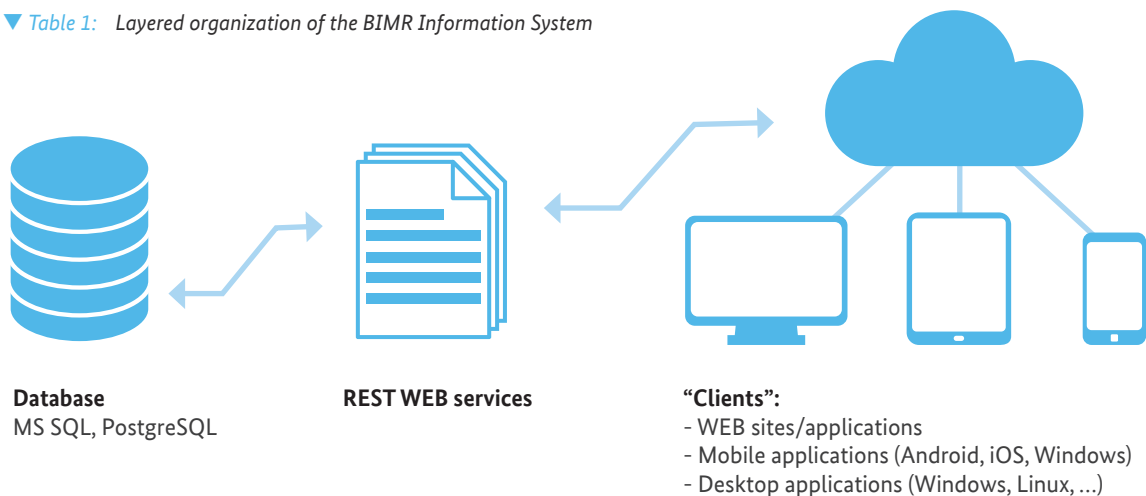 ▼ Table 1: Layered organization of the BIMR Information System
Database
MS SQL, PostgreSQL
REST WEB services
“Clients”:
- WEB sites/applications
- Mobile applications (Android, iOS, Windows)
- Desktop applications (Windows, Linux, ...)